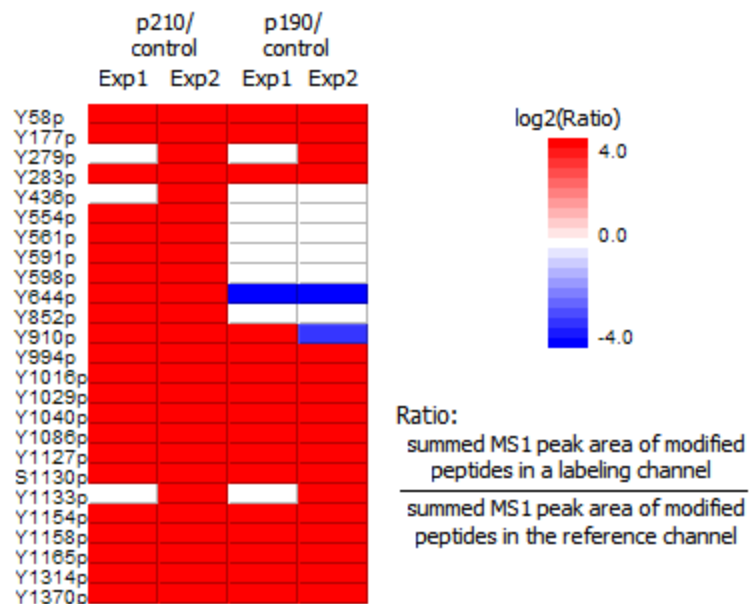 p210/ p190/
control control
Exp1 Exp2 Exp1 Exp2
Y58p
Y177p
Y279p
Y283p
Y436p
Y554p
Y561p
Y591p
Y598p
Y644p
Y852p
Y910p
Y994p
Y1016p
Y1029p
Y1040p
Y1086p
Y1127p
S1130p
Y1133p
Y1154p
Y1158p
Y1165p
Y1314p
Y1370p
log2(Ratio)
4.0
0.0
-4.0
Ratio:
summed MS1 peak area of modified
peptides in a labeling channel
summed MS1 peak area of modified
peptides in the reference channel